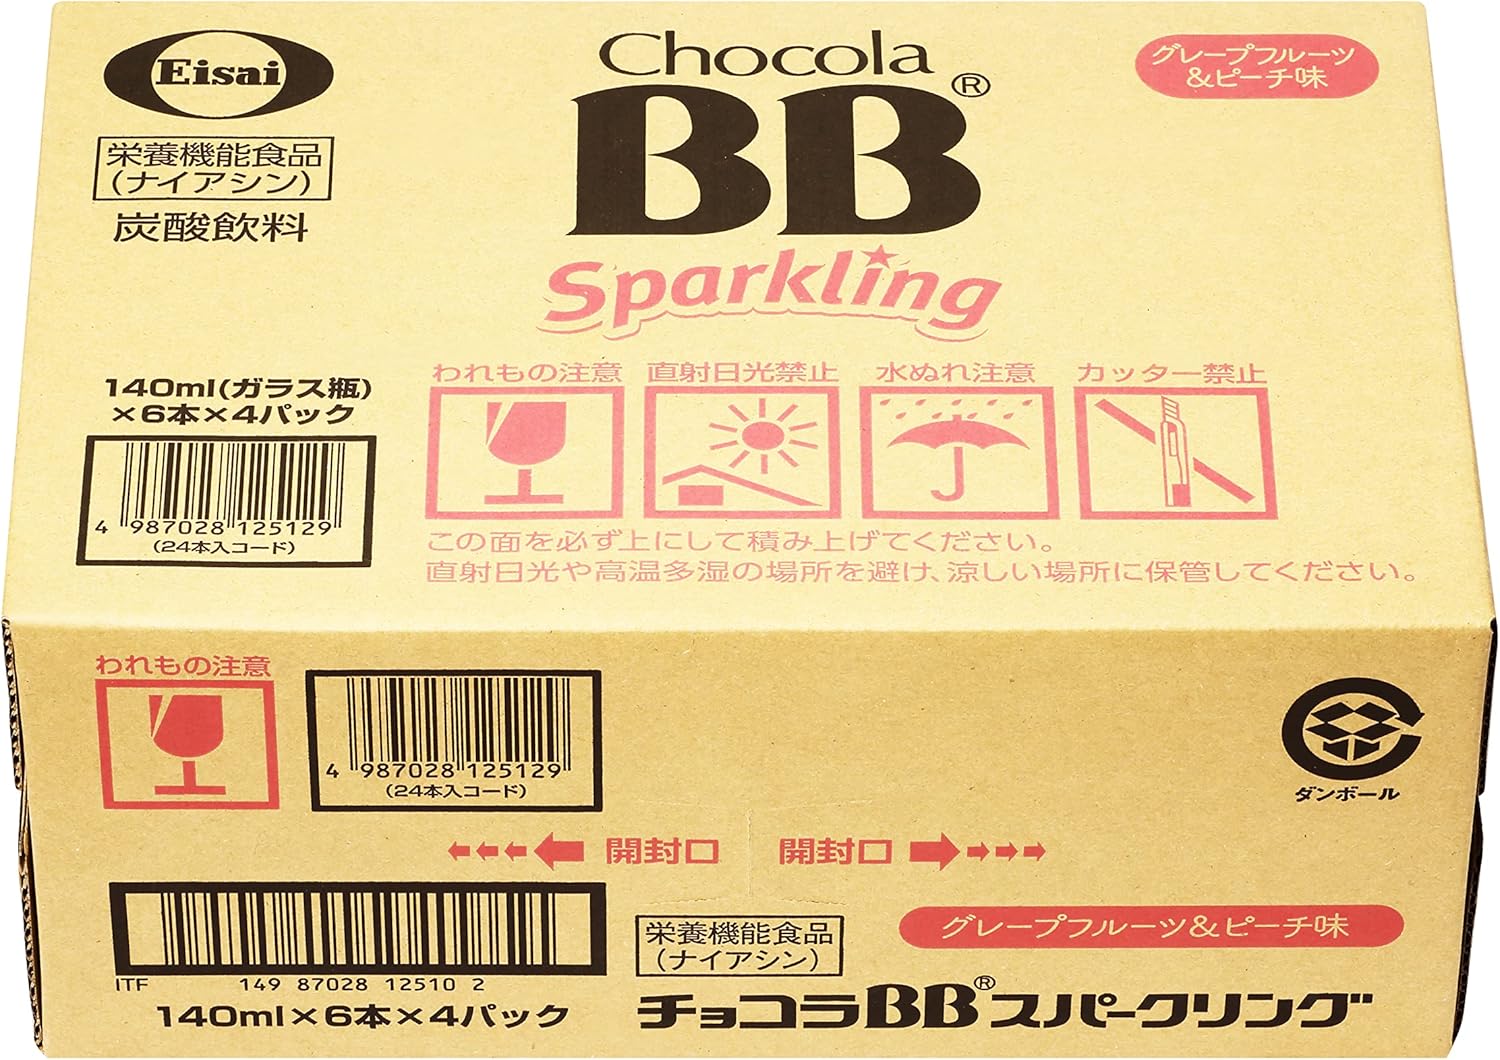 Eisai
栄養機能食品
(ナイアシン)
炭酸飲料
Chocola
BB®
Sparkling
グレープフルーツ
&ピーチ味
140ml(ガラス瓶)
×6本×4パック
4 987028 125129
(24本入コード)
われもの注意 直射日光禁止 水ぬれ注意 カッター禁止
この面を必ず上にして積み上げてください。
直射日光や高温多湿の場所を避け、涼しい場所に保管してください。
われもの注意
4 987028 125129
(24本入コード)
ダンボール
開封口 開封口
ITF 149 87028 12510 2
140ml×6本×4パック
栄養機能食品
(ナイアシン)
グレープフルーツ&ピーチ味
チョコラBB®スパークリング